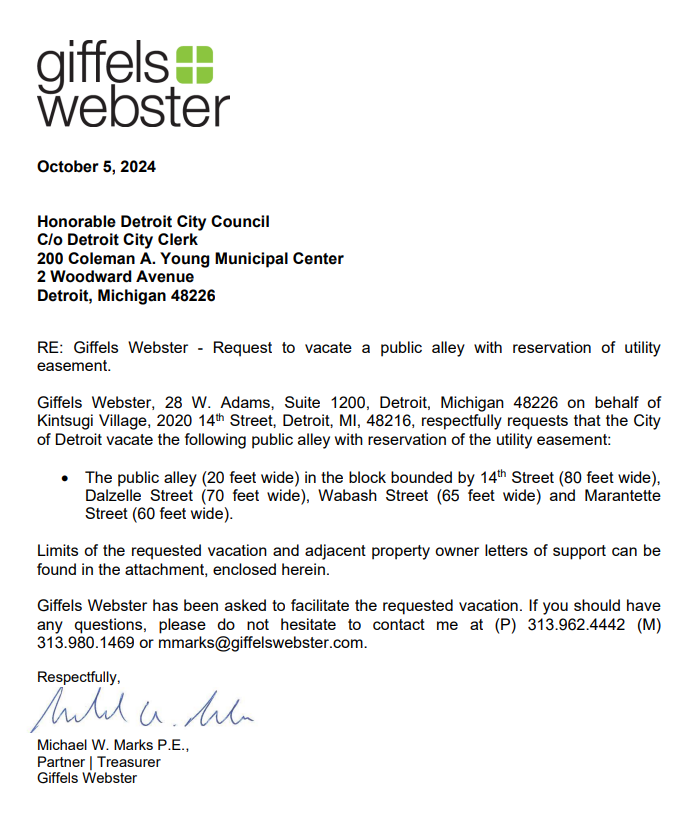 giffels
webster
October 5, 2024
Honorable Detroit City Council
C/o Detroit City Clerk
200 Coleman A. Young Municipal Center
2 Woodward Avenue
Detroit, Michigan 48226
RE: Giffels Webster - Request to vacate a public alley with reservation of utility
easement.
Giffels Webster, 28 W. Adams, Suite 1200, Detroit, Michigan 48226 on behalf of
Kintsugi Village, 2020 14th Street, Detroit, MI, 48216, respectfully requests that the City
of Detroit vacate the following public alley with reservation of the utility easement:
• The public alley (20 feet wide) in the block bounded by 14th Street (80 feet wide),
Dalzelle Street (70 feet wide), Wabash Street (65 feet wide) and Marantette
Street (60 feet wide).
Limits of the requested vacation and adjacent property owner letters of support can be
found in the attachment, enclosed herein.
Giffels Webster has been asked to facilitate the requested vacation. If you should have
any questions, please do not hesitate to contact me at (P) 313.962.4442 (M)
313.980.1469 or mmarks@giffelswebster.com.
Respectfully,
Michael W. Marks P.E.,
Partner | Treasurer
Giffels Webster